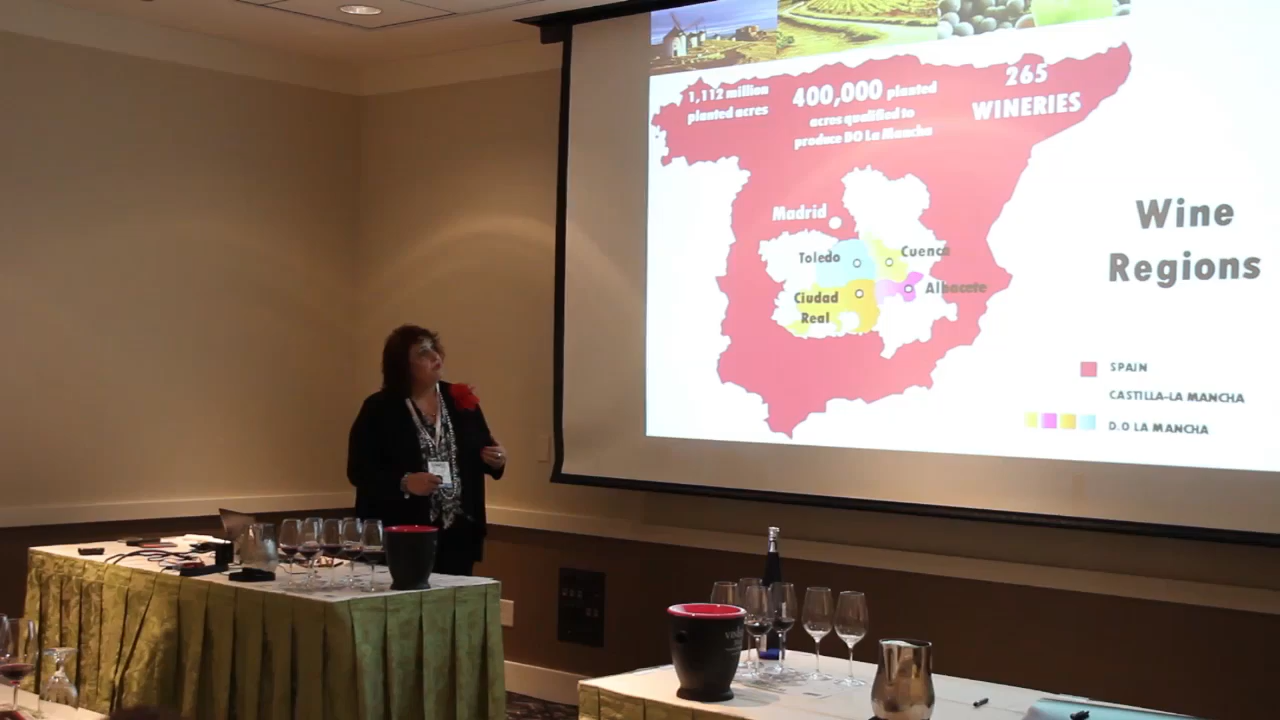 1,112 million
planted acres
400,000 planted
acres qualified to
produce DO La Mancha
265
WINERIES
Madrid
Toledo
Cuenca
Ciudad
Real
Albacete
Wine
Regions
SPAIN
CASTILLA-LA MANCHA
D.O LA MANCHA